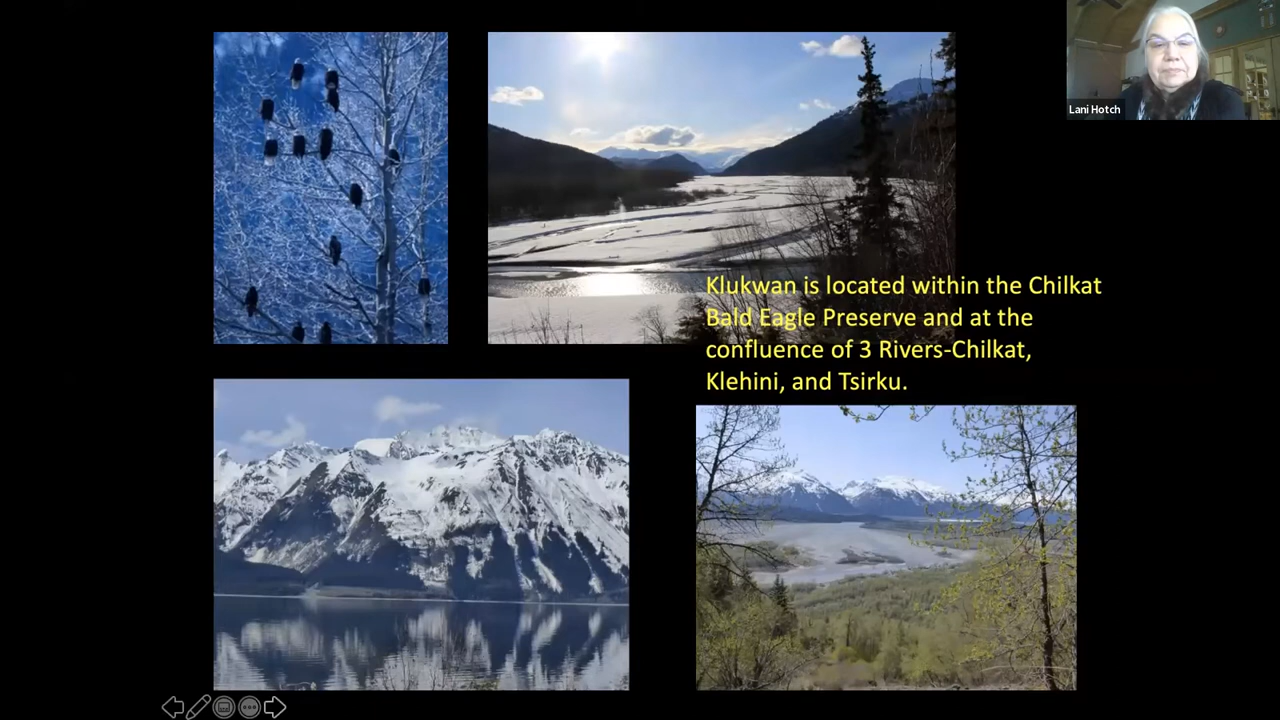 Lani Hotch
Klukwan is located within the Chilkat
Bald Eagle Preserve and at the
confluence of 3 Rivers-Chilkat,
Klehini, and Tsirku.